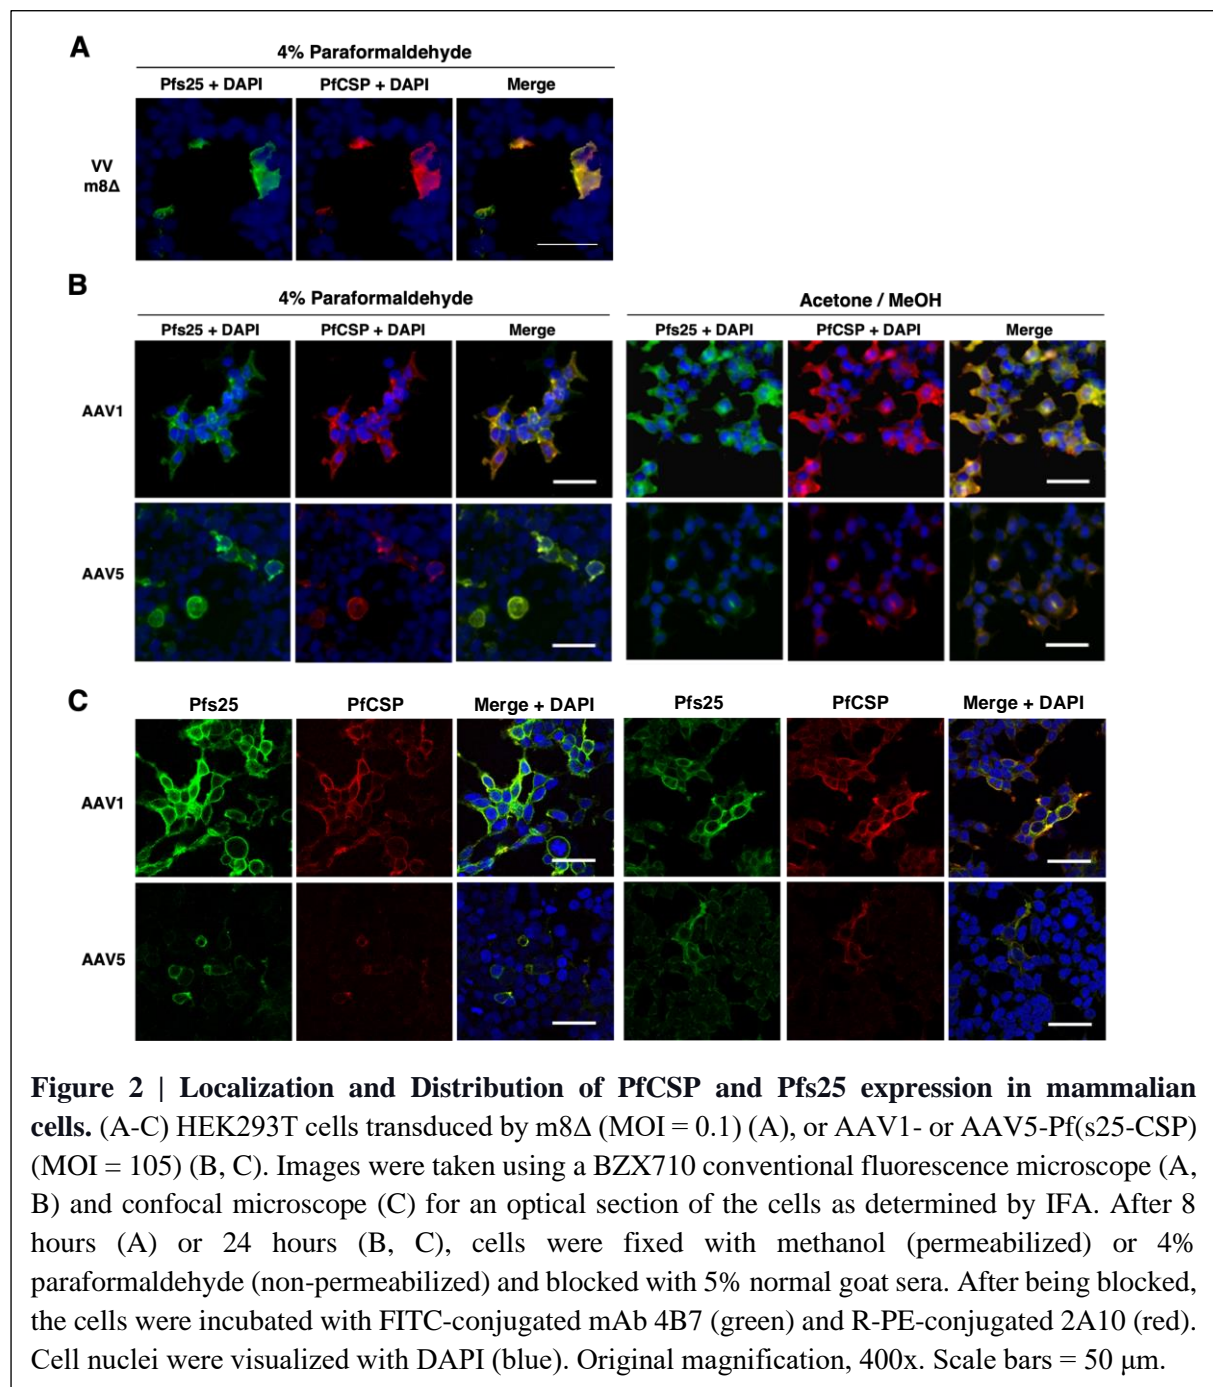 A
4% Paraformaldehyde
Pfs25 + DAPI PfCSP + DAPI Merge
VV
m8Δ
B
4% Paraformaldehyde Acetone / MeOH
Pfs25 + DAPI PfCSP + DAPI Merge Pfs25 + DAPI PfCSP + DAPI Merge
AAV1
AAV5
C
Pfs25 PfCSP Merge + DAPI Pfs25 PfCSP Merge + DAPI
AAV1
AAV5
Figure 2 | Localization and Distribution of PfCSP and Pfs25 expression in mammalian
cells. (A-C) HEK293T cells transduced by m8Δ (MOI = 0.1) (A), or AAV1- or AAV5-Pf(s25-CSP)
(MOI = 105) (B, C). Images were taken using a BZX710 conventional fluorescence microscope (A,
B) and confocal microscope (C) for an optical section of the cells as determined by IFA. After 8
hours (A) or 24 hours (B, C), cells were fixed with methanol (permeabilized) or 4%
paraformaldehyde (non-permeabilized) and blocked with 5% normal goat sera. After being blocked,
the cells were incubated with FITC-conjugated mAb 4B7 (green) and R-PE-conjugated 2A10 (red).
Cell nuclei were visualized with DAPI (blue). Original magnification, 400x. Scale bars = 50 μm.